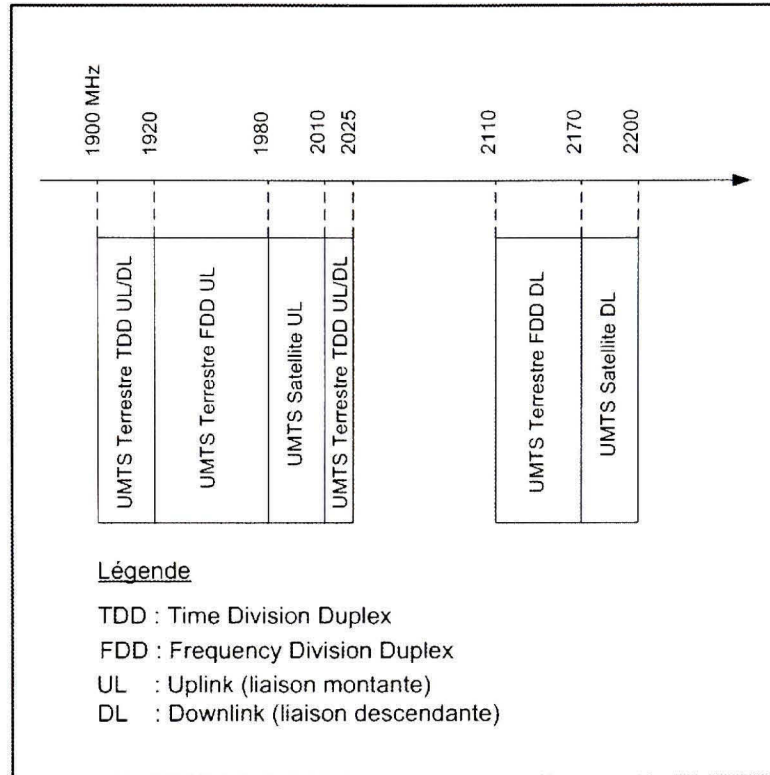 1900 MHz
1920
1980
2010
2025
2110
2170
2200
UMTS Terrestre TDD UL/DL
UMTS Terrestre FDD UL
UMTS Satellite UL
UMTS Terrestre TDD UL/DL
UMTS Terrestre FDD DL
UMTS Satellite DL
Légende
TDD : Time Division Duplex
FDD : Frequency Division Duplex
UL : Uplink (liaison montante)
DL : Downlink (liaison descendante)